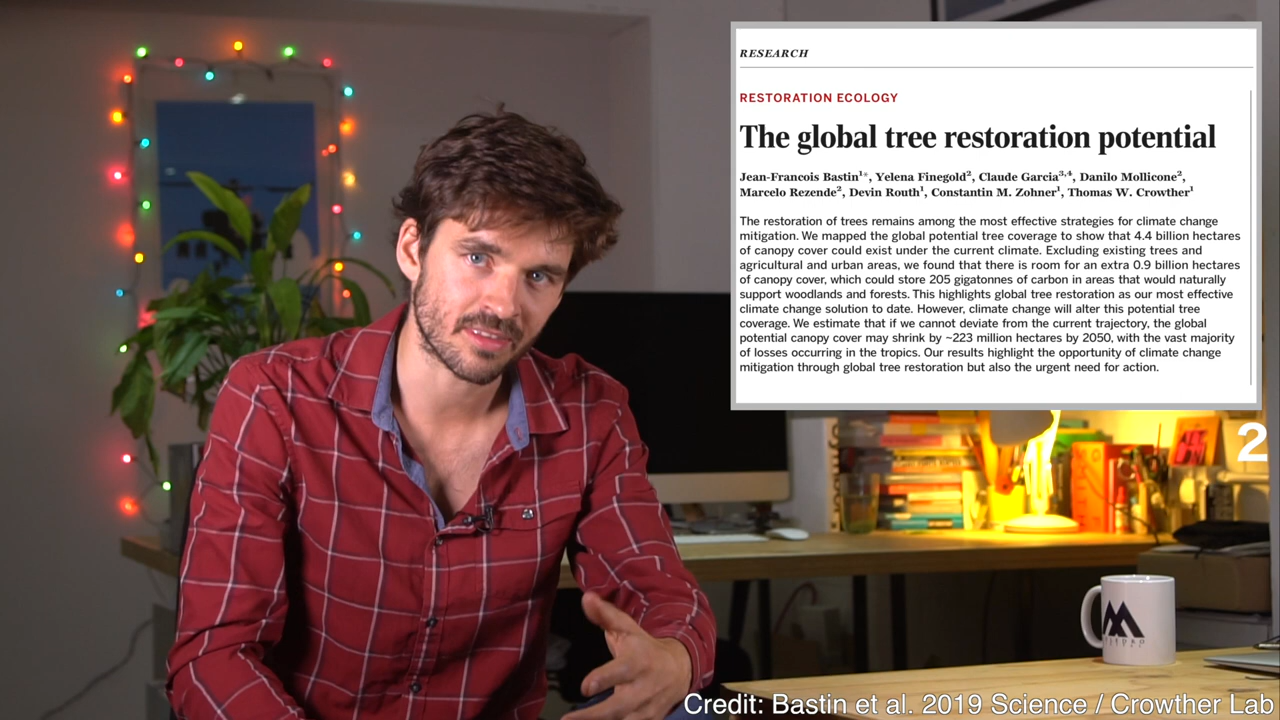 RESEARCH
RESTORATION ECOLOGY
The global tree restoration potential
Jean-Francois Bastin¹*, Yelena Finegold², Claude Garcia³,⁴, Danilo Mollicone²,
Marcelo Rezende², Devin Routh¹, Constantin M. Zohner¹, Thomas W. Crowther¹
The restoration of trees remains among the most effective strategies for climate change
mitigation. We mapped the global potential tree coverage to show that 4.4 billion hectares
of canopy cover could exist under the current climate. Excluding existing trees and
agricultural and urban areas, we found that there is room for an extra 0.9 billion hectares
of canopy cover, which could store 205 gigatonnes of carbon in areas that would naturally
support woodlands and forests. This highlights global tree restoration as our most effective
climate change solution to date. However, climate change will alter this potential tree
coverage. We estimate that if we cannot deviate from the current trajectory, the global
potential canopy cover may shrink by ~223 million hectares by 2050, with the vast majority
of losses occurring in the tropics. Our results highlight the opportunity of climate change
mitigation through global tree restoration but also the urgent need for action.
2
Credit: Bastin et al. 2019 Science / Crowther Lab